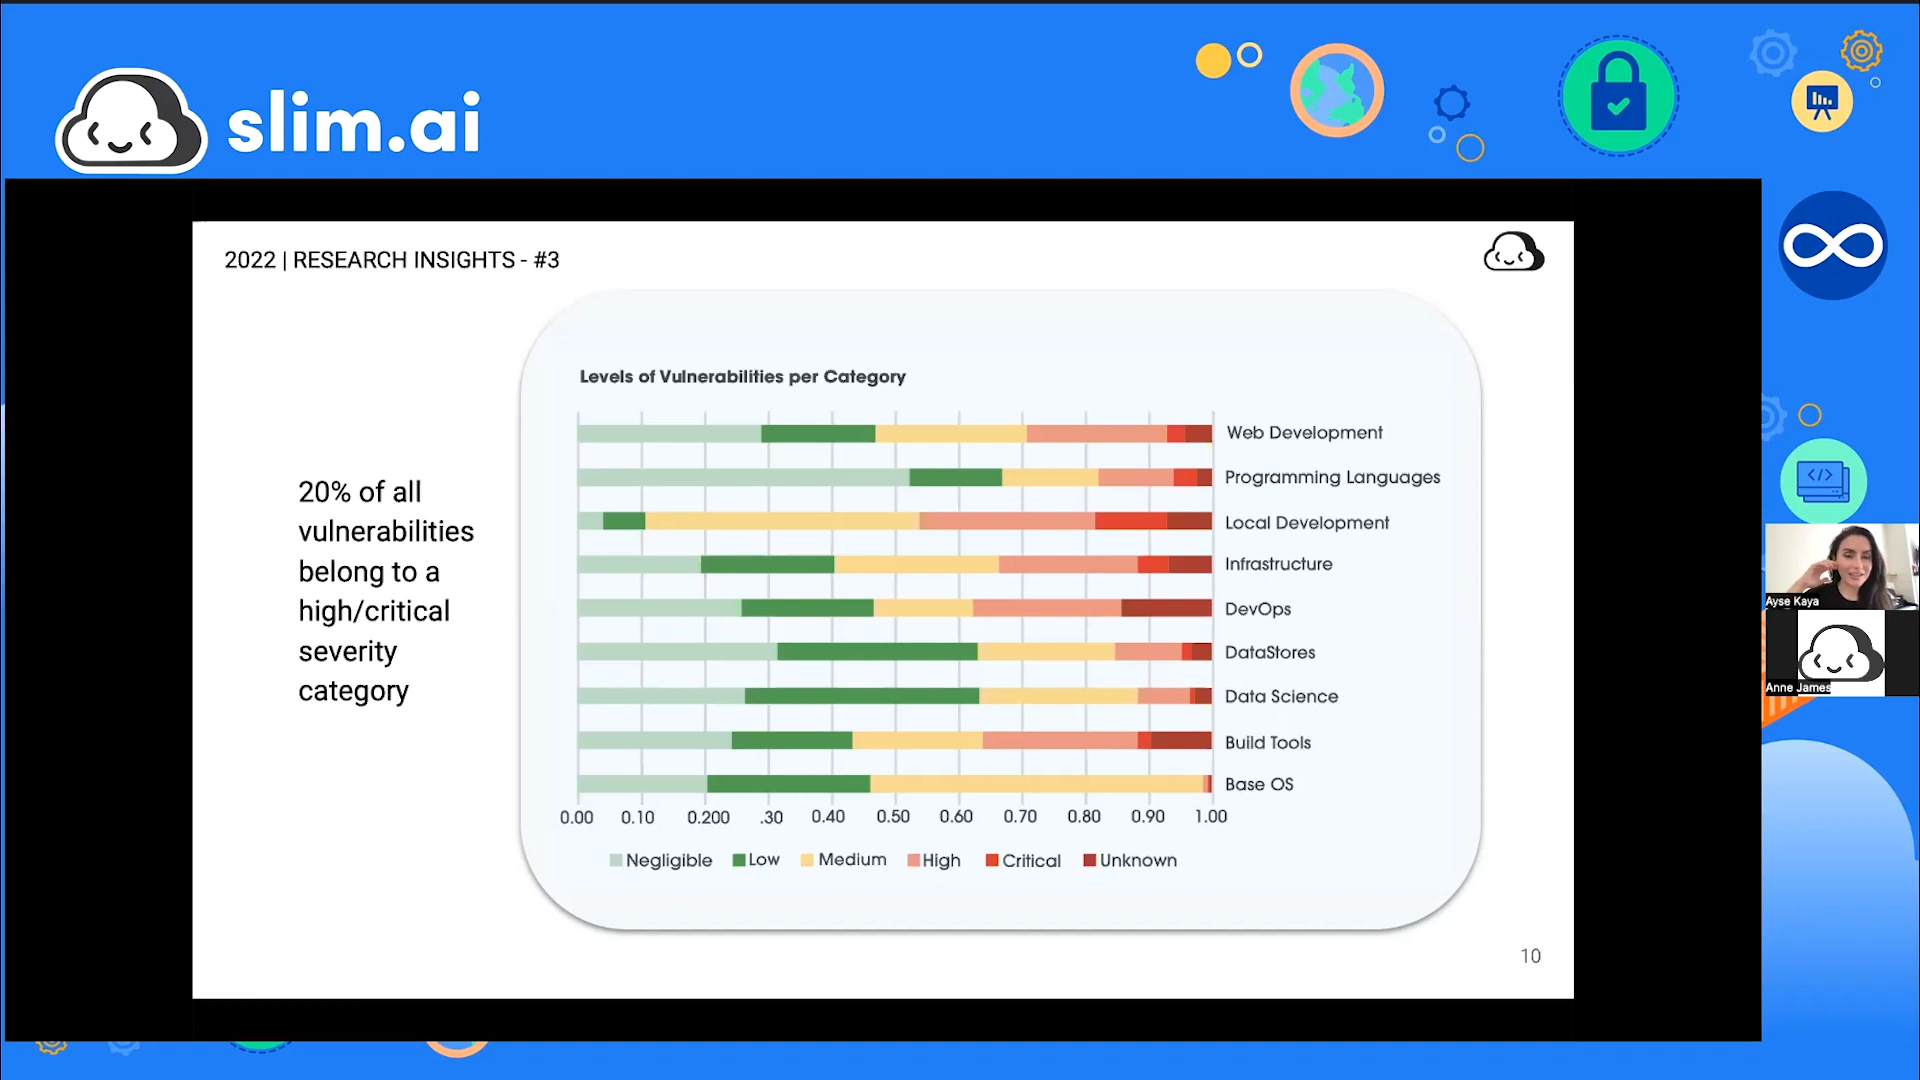 slim.ai
2022 | RESEARCH INSIGHTS - #3
20% of all
vulnerabilities
belong to a
high/critical
severity
category
Levels of Vulnerabilities per Category
Web Development
Programming Languages
Local Development
Infrastructure
DevOps
DataStores
Data Science
Build Tools
Base OS
0.00 0.10 0.200 .30 0.40 0.50 0.60 0.70 0.80 0.90 1.00
Negligible Low Medium High Critical Unknown
10
</>
Ayse Kaya
Anne James